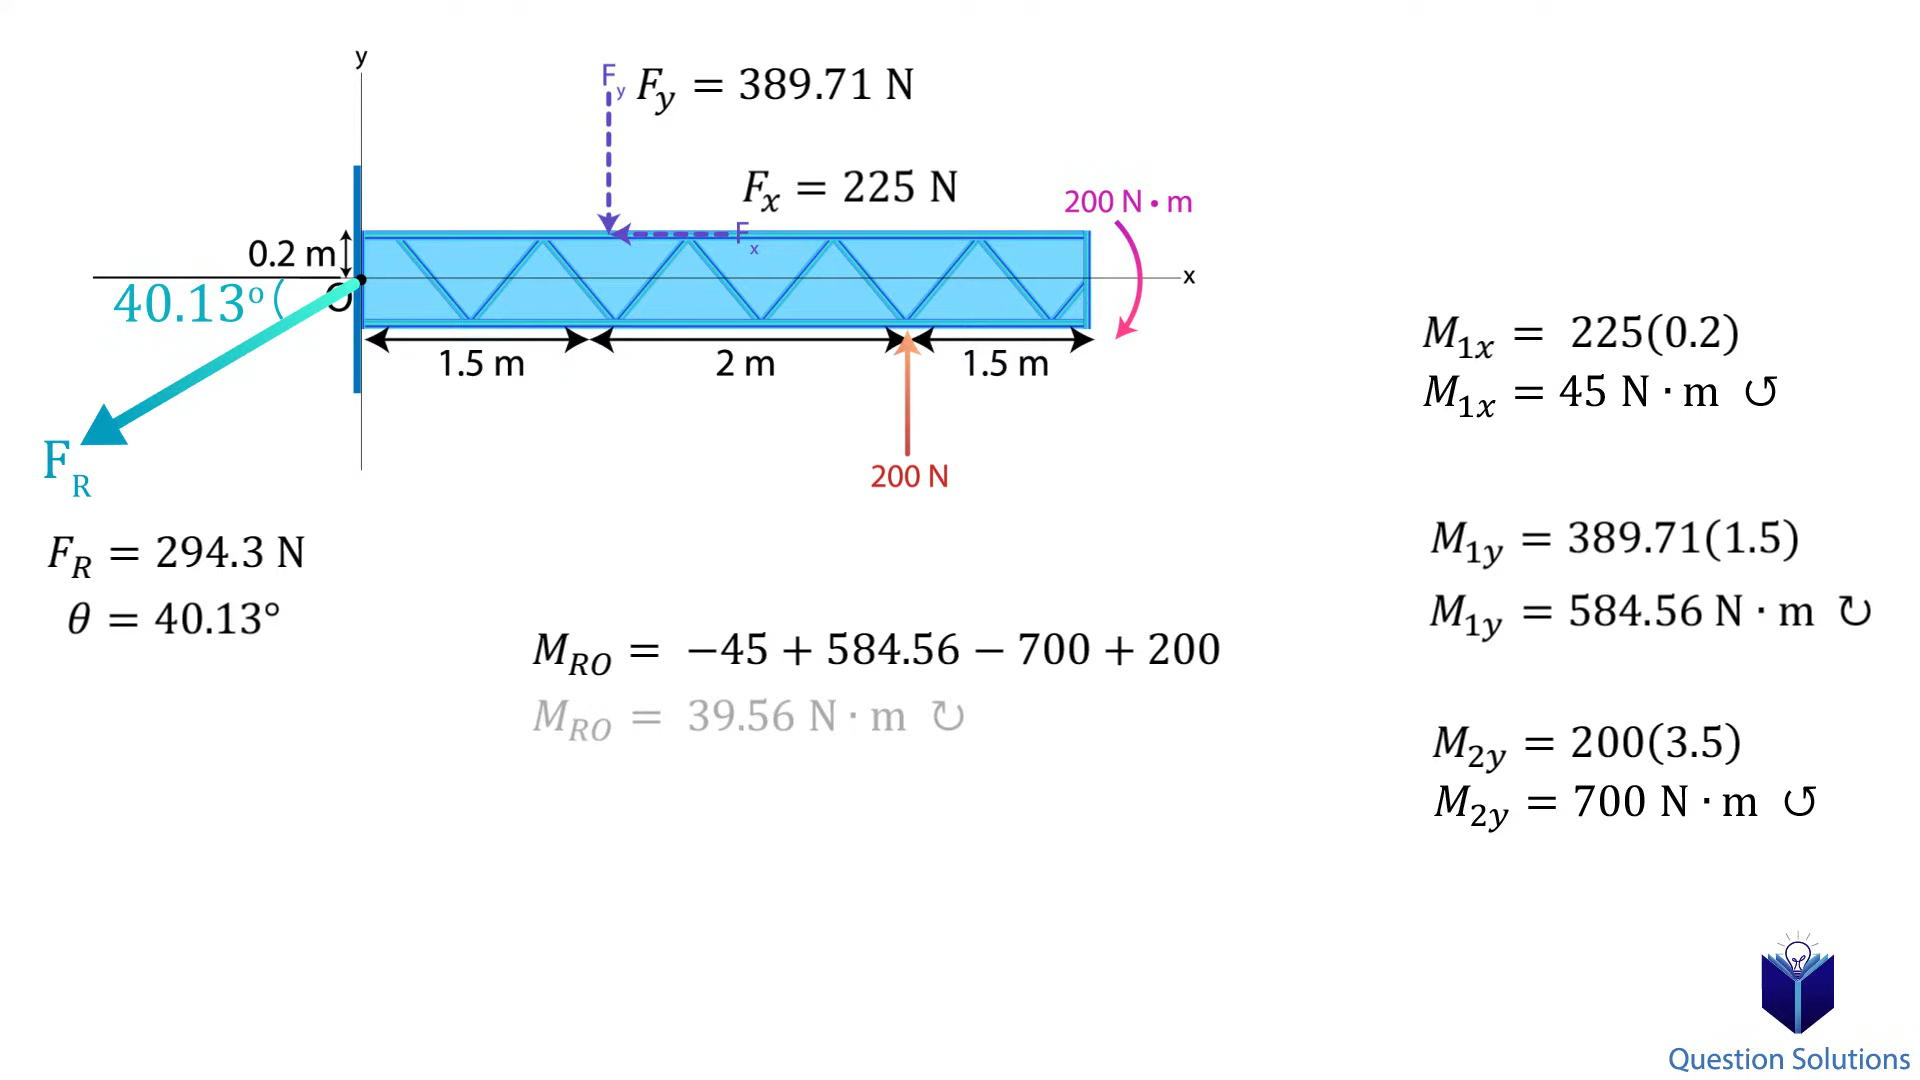 y
F_y
F_y = 389.71 N
F_x = 225 N
F_x
200 N • m
0.2 m
x
40.13°
O
1.5 m
2 m
1.5 m
F_R
200 N
F_R = 294.3 N
θ = 40.13°
M_RO = −45 + 584.56 − 700 + 200
M_RO = 39.56 N · m ↻
M_1x = 225(0.2)
M_1x = 45 N · m ↺
M_1y = 389.71(1.5)
M_1y = 584.56 N · m ↻
M_2y = 200(3.5)
M_2y = 700 N · m ↺
Question Solutions